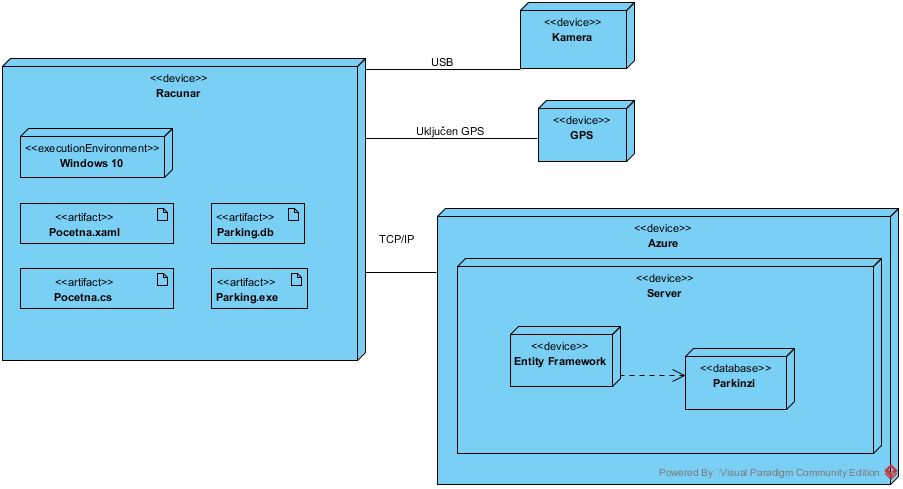 <<device>>
Kamera
USB
<<device>>
Racunar
<<device>>
GPS
Uključen GPS
<<executionEnvironment>>
Windows 10
<<artifact>>
Pocetna.xaml
<<artifact>>
Parking.db
TCP/IP
<<device>>
Azure
<<artifact>>
Pocetna.cs
<<artifact>>
Parking.exe
<<device>>
Server
<<device>>
Entity Framework
<<database>>
Parkinzi
Powered By Visual Paradigm Community Edition